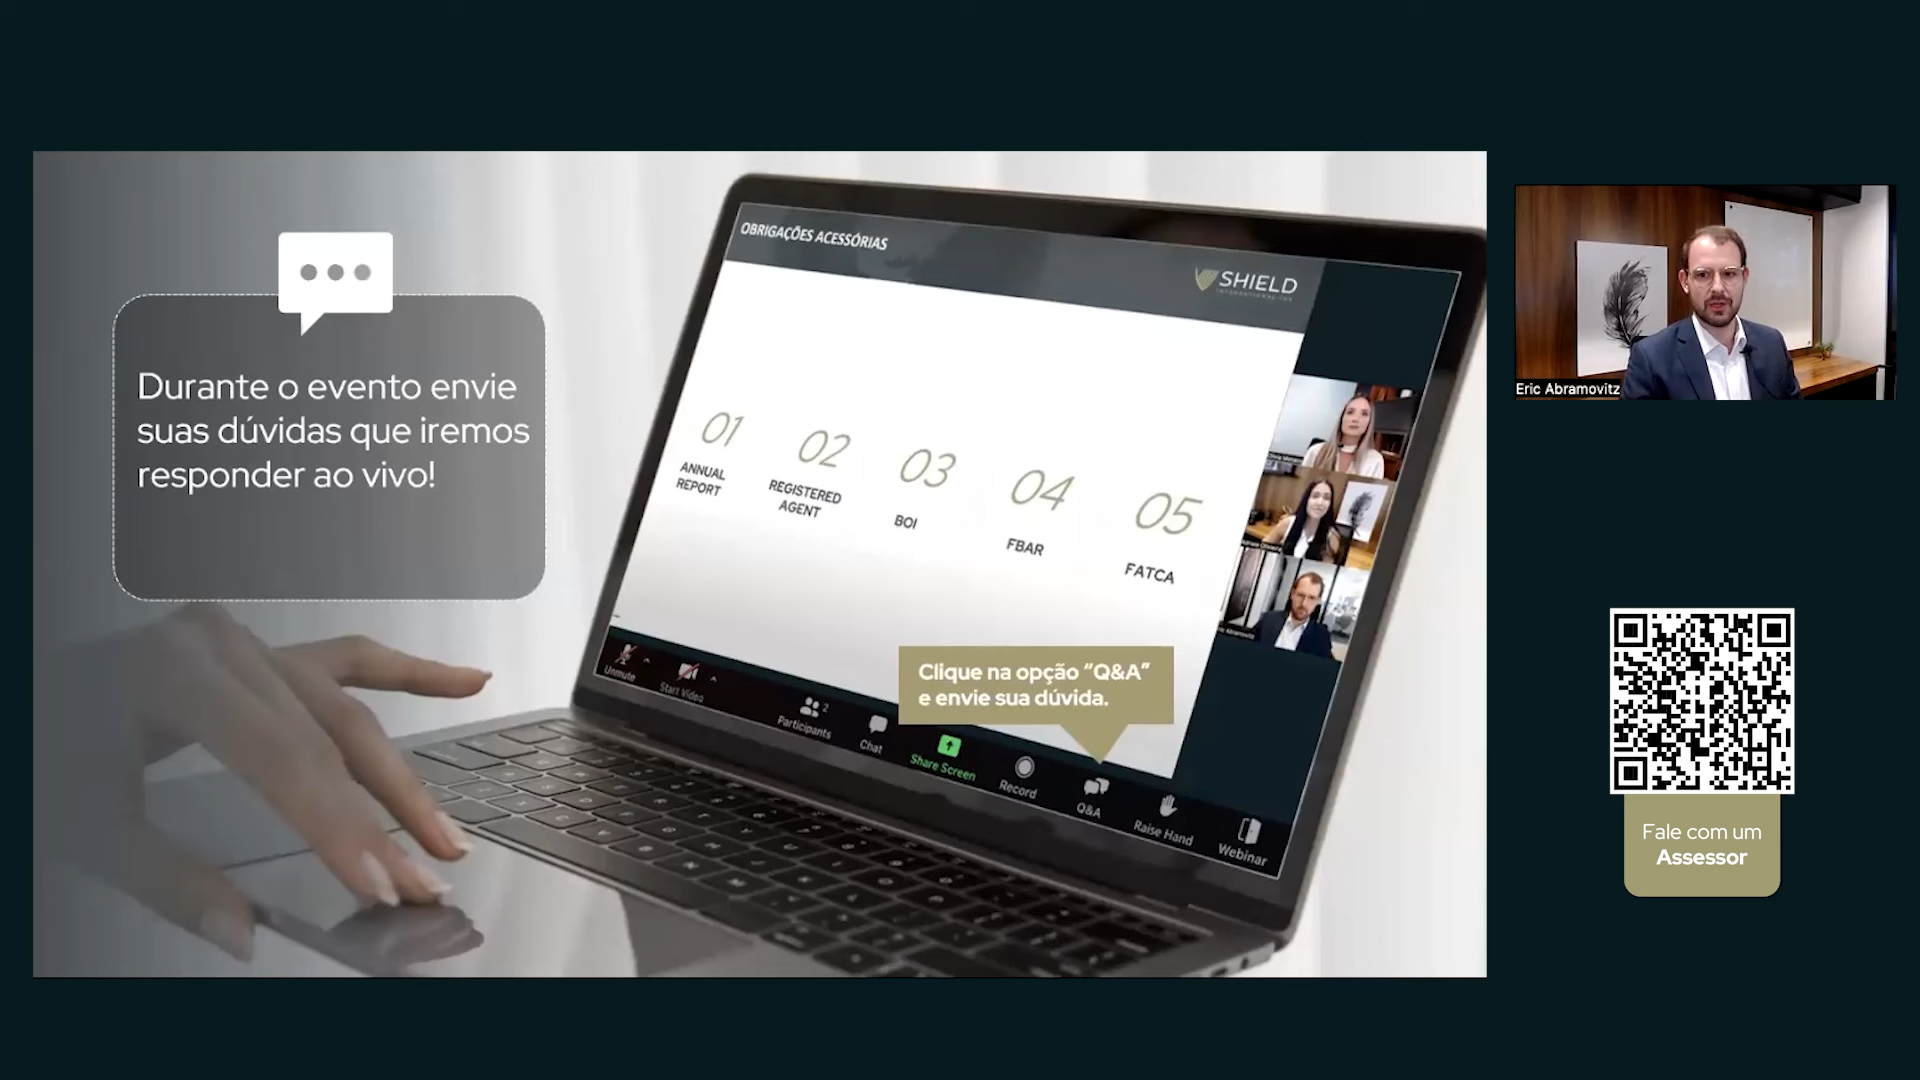 Durante o evento envie
suas dúvidas que iremos
responder ao vivo!
OBRIGAÇÕES ACESSÓRIAS
SHIELD
01
ANNUAL
REPORT
02
REGISTERED
AGENT
03
BOI
04
FBAR
05
FATCA
Clique na opção “Q&A”
e envie sua dúvida.
Unmute
Start Video
2
Participants
Chat
Share Screen
Record
Q&A
Raise Hand
Webinar
Eric Abramovitz
Fale com um
Assessor